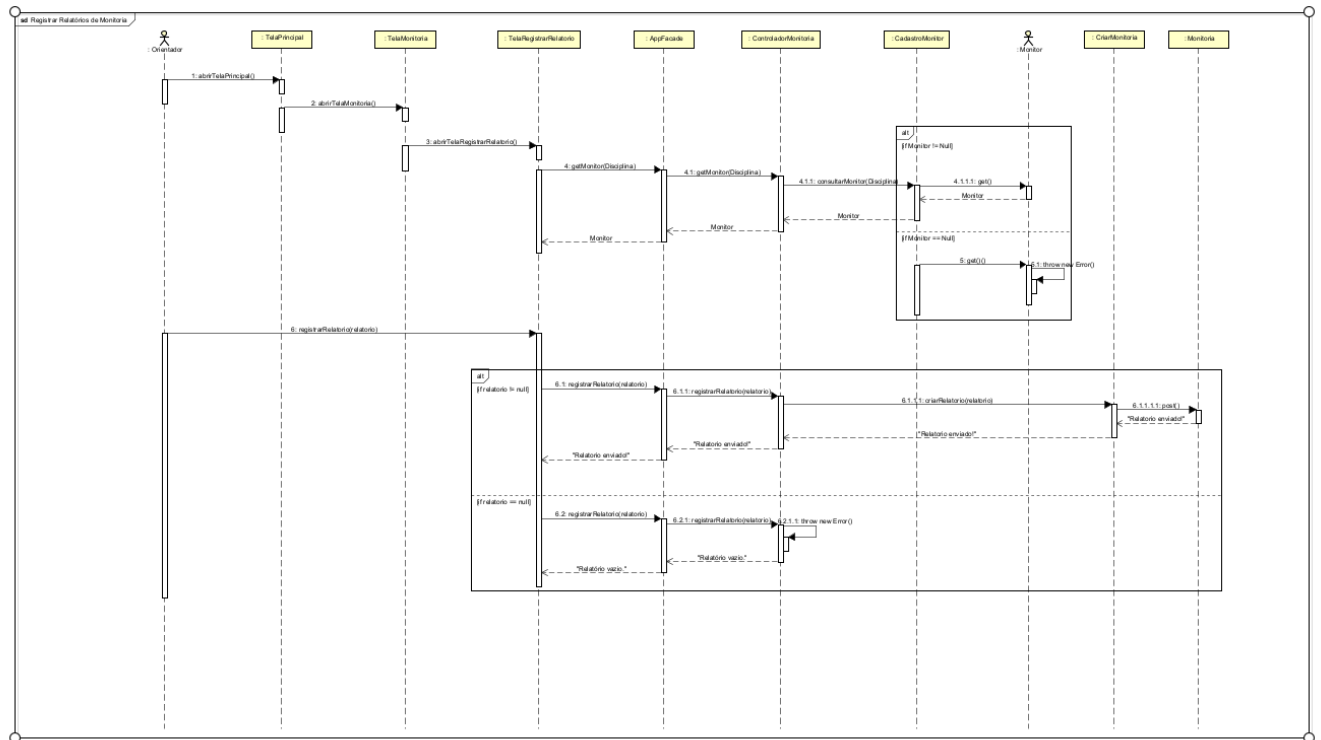 sd Registrar Relatórios de Monitoria
: Orientador
: TelaPrincipal
: TelaMonitoria
: TelaRegistrarRelatorio
: AppFacade
: ControladorMonitoria
: CadastroMonitor
: Monitor
: CriarMonitoria
: Monitoria
1: abrirTelaPrincipal()
2: abrirTelaMonitoria()
alt
[if Monitor != Null]
3: abrirTelaRegistrarRelatorio()
4: getMonitor(Disciplina)
4.1: getMonitor(Disciplina)
4.1.1: consultarMonitor(Disciplina)
4.1.1.1: get()
Monitor
Monitor
Monitor
Monitor
[if Monitor == Null]
5: get()()
5.1: throw new Error()
6: registrarRelatorio(relatorio)
alt
[if relatorio != null]
6.1: registrarRelatorio(relatorio)
6.1.1: registrarRelatorio(relatorio)
6.1.1.1: criarRelatorio(relatorio)
6.1.1.1.1: post()
"Relatorio enviado!"
"Relatorio enviado!"
"Relatorio enviado!"
"Relatorio enviado!"
[if relatorio == null]
6.2: registrarRelatorio(relatorio)
6.2.1: registrarRelatorio(relatorio)
6.2.1.1: throw new Error()
"Relatório vazio."
"Relatório vazio."